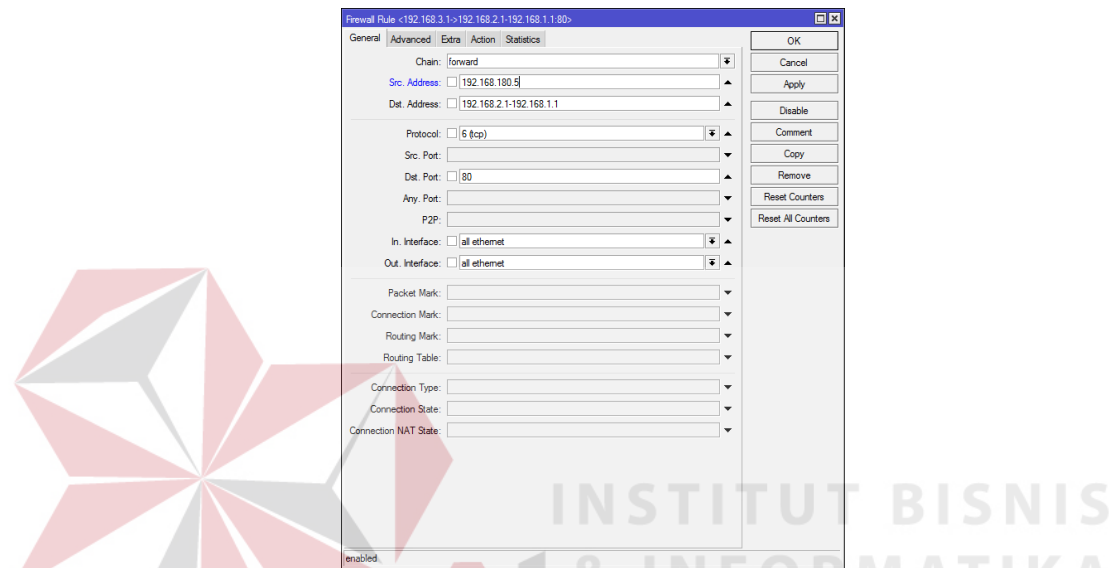 Firewall Rule <192.168.3.1->192.168.2.1-192.168.1.1:80>
General Advanced Extra Action Statistics
Chain: forward
Src. Address: 192.168.180.5
Dst. Address: 192.168.2.1-192.168.1.1
Protocol: 6 (tcp)
Src. Port:
Dst. Port: 80
Any. Port:
P2P:
In. Interface: all ethernet
Out. Interface: all ethernet
Packet Mark:
Connection Mark:
Routing Mark:
Routing Table:
Connection Type:
Connection State:
Connection NAT State:
OK
Cancel
Apply
Disable
Comment
Copy
Remove
Reset Counters
Reset All Counters
enabled
INSTITUT BISNIS
& INFORMATIKA